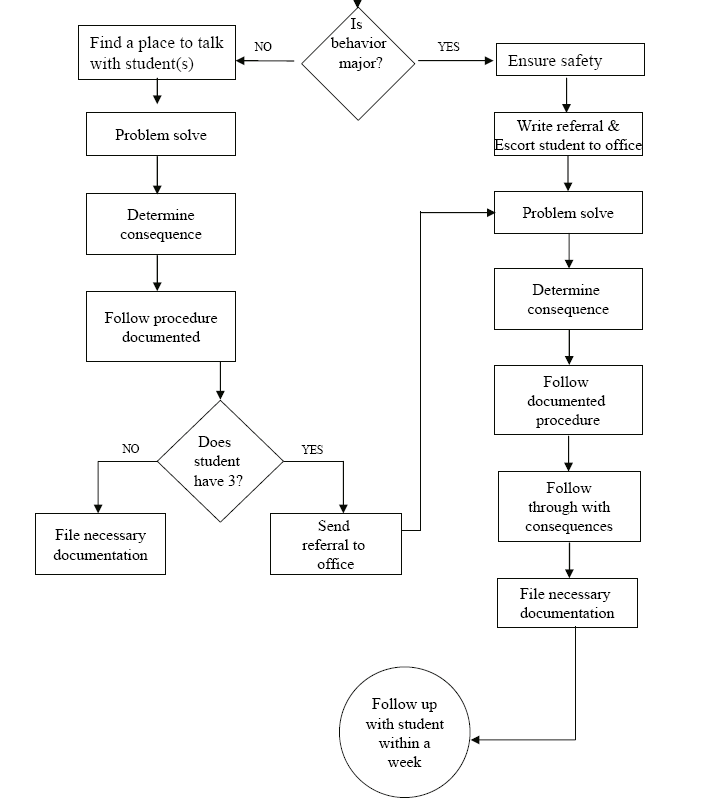 Is
behavior
major?
NO
YES
Find a place to talk
with student(s)
Problem solve
Determine
consequence
Follow procedure
documented
Does
student
have 3?
NO
YES
File necessary
documentation
Send
referral to
office
Ensure safety
Write referral &
Escort student to office
Problem solve
Determine
consequence
Follow
documented
procedure
Follow
through with
consequences
File necessary
documentation
Follow up
with student
within a
week